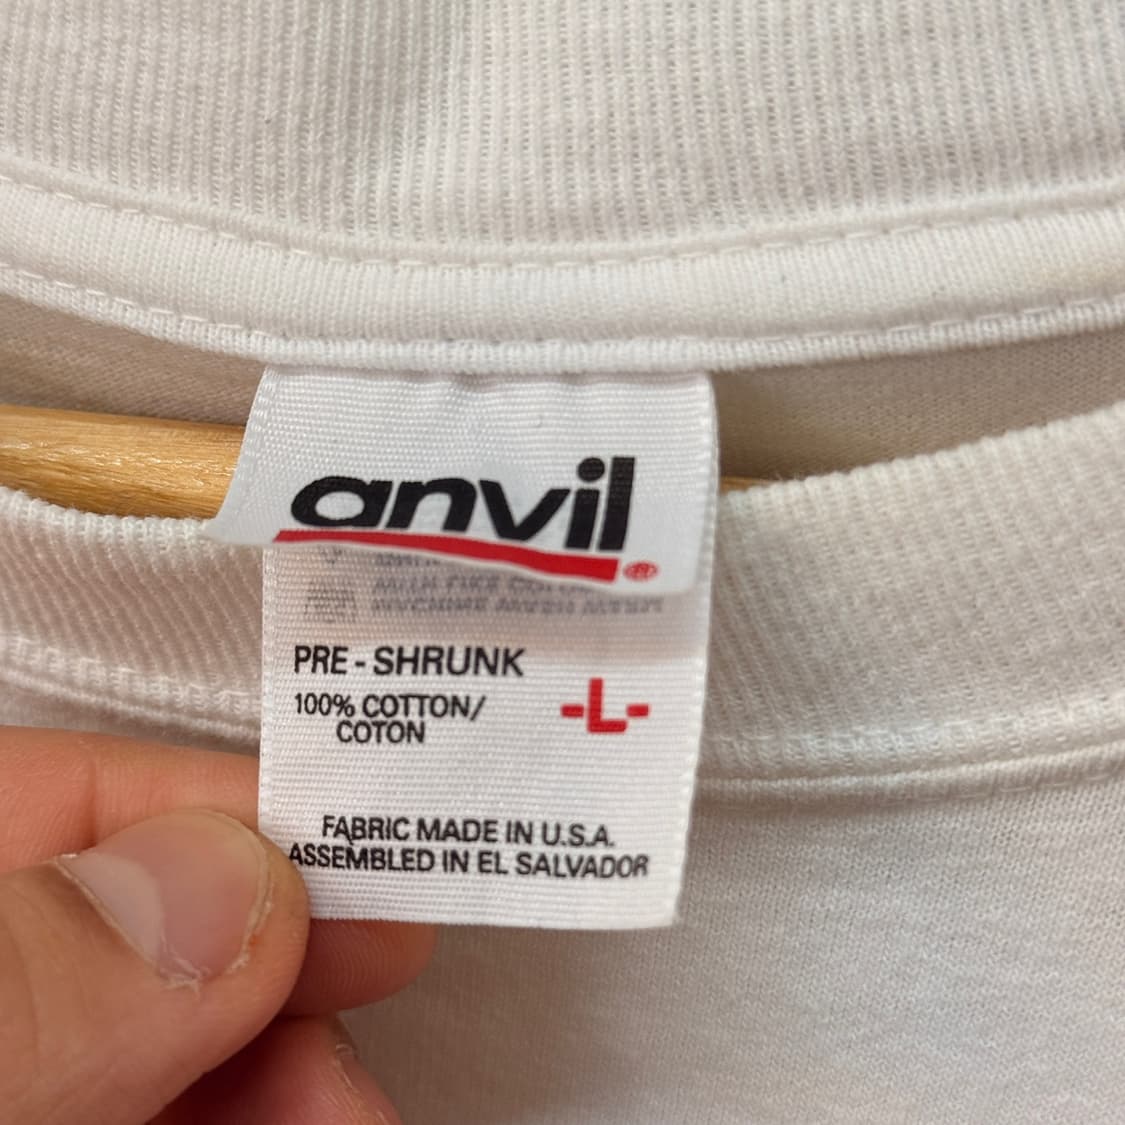 anvil
®
PRE - SHRUNK
-L-
100% COTTON/
COTON
FABRIC MADE IN U.S.A.
ASSEMBLED IN EL SALVADOR